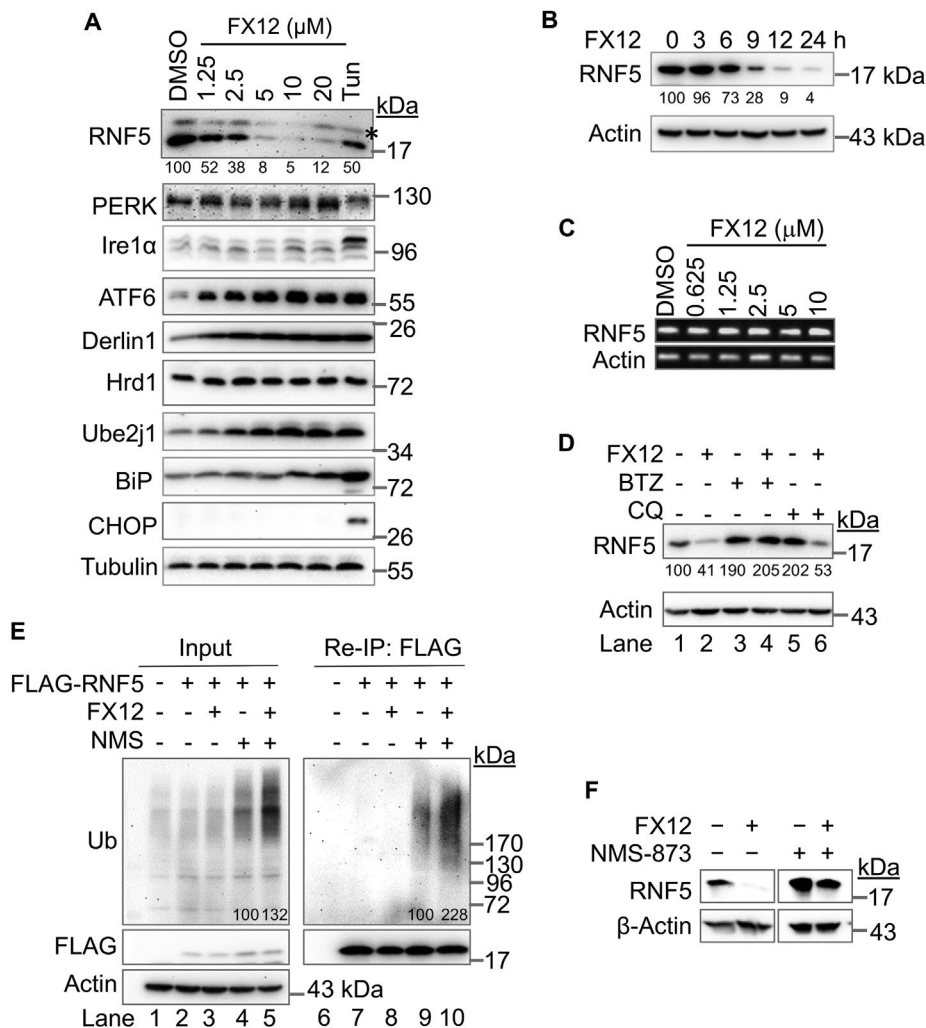 A
FX12 (μM)
DMSO 1.25 2.5 5 10 20 Tun
kDa
RNF5 * 17
100 52 38 8 5 12 50
PERK 130
Ire1α 96
ATF6 55
26
Derlin1
Hrd1 72
Ube2j1 34
BiP 72
CHOP 26
Tubulin 55
B
FX12 0 3 6 9 12 24 h
RNF5 17 kDa
100 96 73 28 9 4
Actin 43 kDa
C
FX12 (μM)
DMSO 0.625 1.25 2.5 5 10
RNF5
Actin
D
FX12 - + - + - +
BTZ - - + + - -
CQ - - - - + +
kDa
RNF5 17
100 41 190 205 202 53
Actin 43
Lane 1 2 3 4 5 6
E
Input Re-IP: FLAG
FLAG-RNF5 - + + + + - + + + +
FX12 - - + - + - - + - +
NMS - - - + + - - - + +
kDa
Ub
170
130
96
72
100 132 100 228
FLAG 17
Actin 43 kDa
Lane 1 2 3 4 5 6 7 8 9 10
F
FX12 – + – +
NMS-873 – – + +
kDa
RNF5 17
β-Actin 43